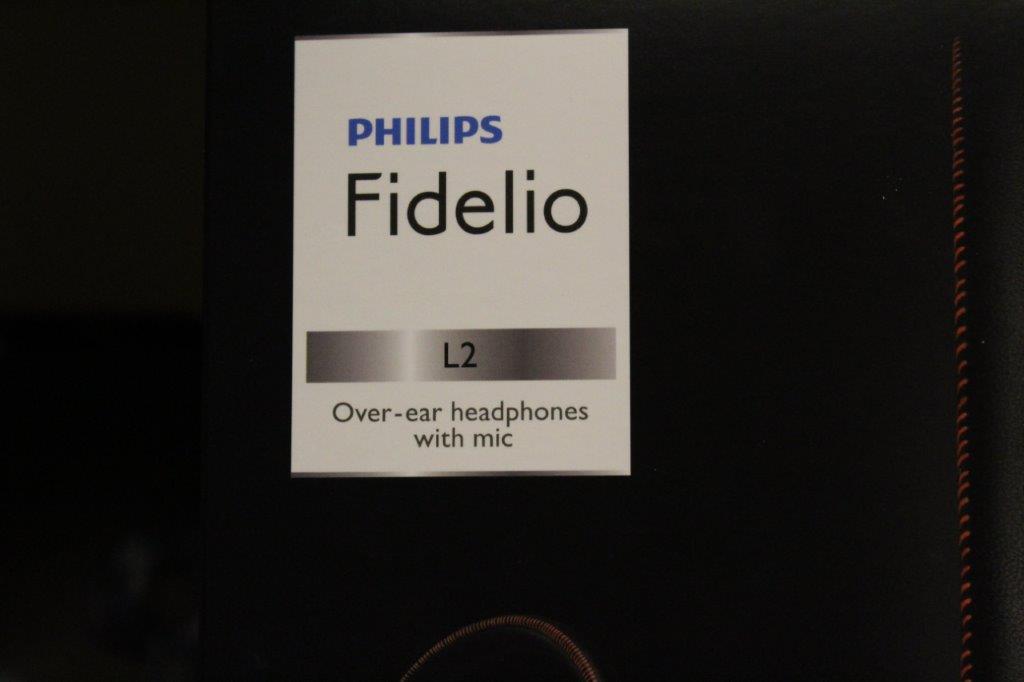 PHILIPS
Fidelio
L2
Over-ear headphones
with mic